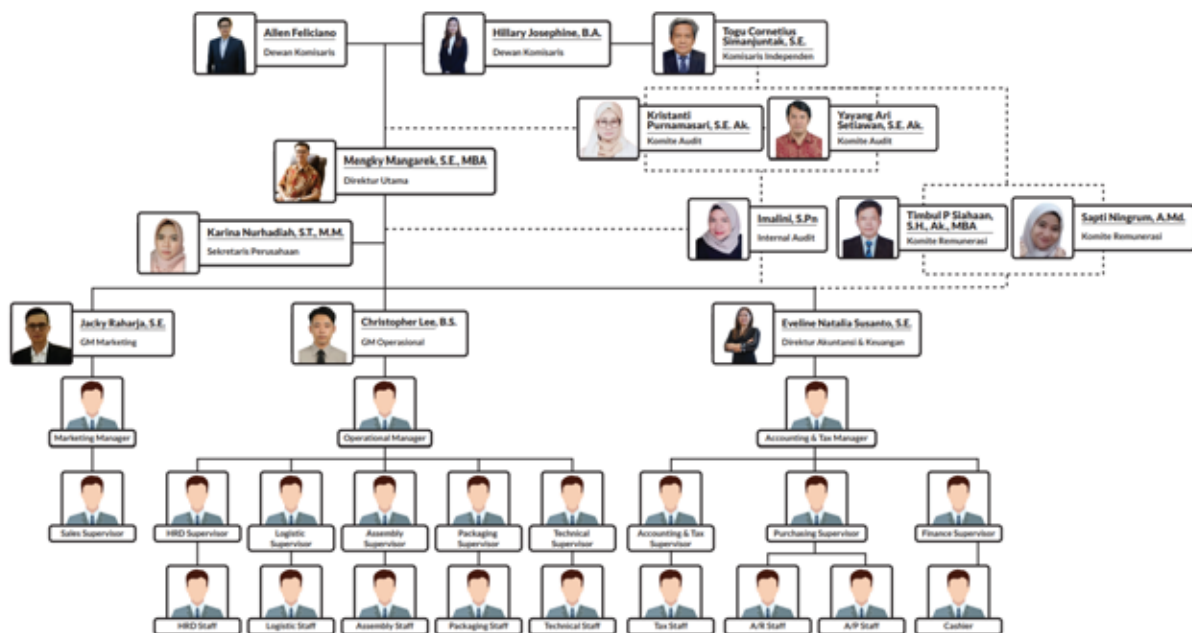 Allen Feliciano
Dewan Komisaris
Hillary Josephine, B.A.
Dewan Komisaris
Togu Cornetius
Simanjuntak, S.E.
Komisaris Independen
Kristanti
Purnamasari, S.E. Ak.
Komite Audit
Yayang Ari
Setiawan, S.E. Ak.
Komite Audit
Mengky Mangarek, S.E., MBA
Direktur Utama
Imalini, S.Pn
Internal Audit
Timbul P Siahaan,
S.H., Ak., MBA
Komite Remunerasi
Sapti Ningrum, A.Md.
Komite Remunerasi
Karina Nurhadiah, S.T., M.M.
Sekretaris Perusahaan
Jacky Raharja, S.E.
GM Marketing
Christopher Lee, B.S.
GM Operasional
Eveline Natalia Susanto, S.E.
Direktur Akuntansi & Keuangan
Marketing Manager
Operational Manager
Accounting & Tax Manager
Sales Supervisor
HRD Supervisor
Logistic
Supervisor
Assembly
Supervisor
Packaging
Supervisor
Technical
Supervisor
Accounting & Tax
Supervisor
Purchasing Supervisor
Finance Supervisor
HRD Staff
Logistic Staff
Assembly Staff
Packaging Staff
Technical Staff
Tax Staff
A/R Staff
A/P Staff
Cashier